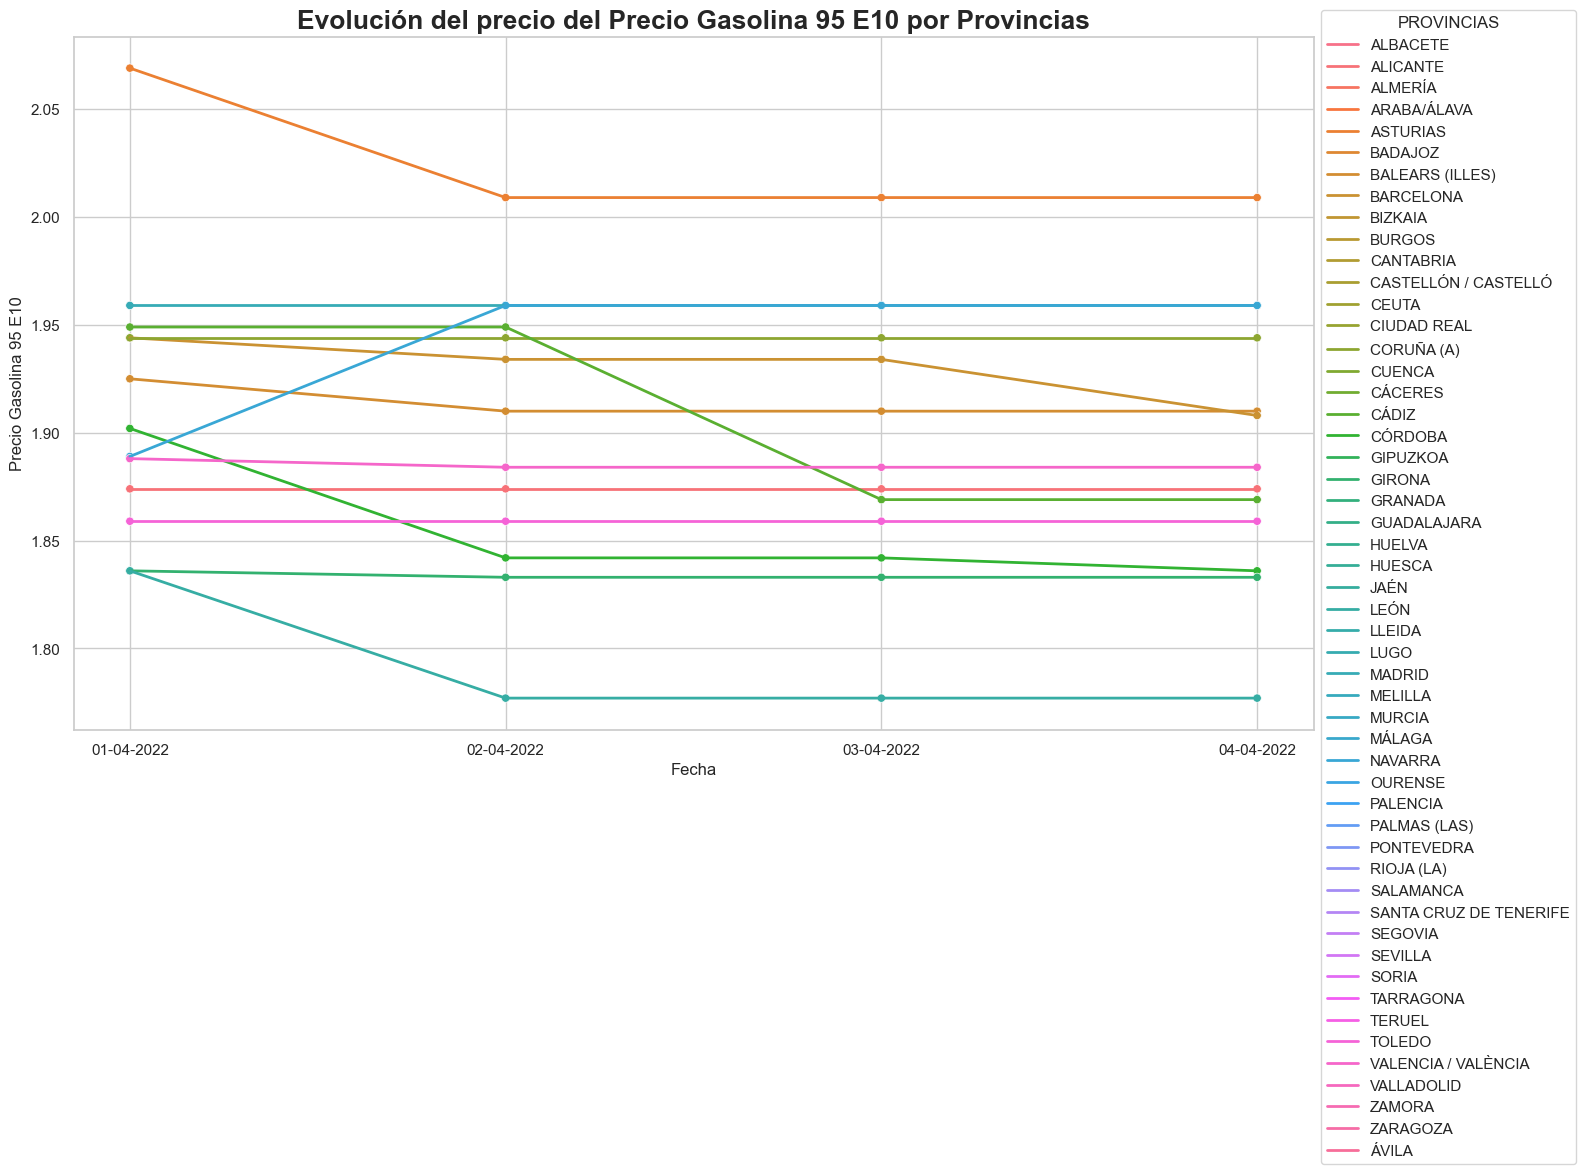 Evolución del precio del Precio Gasolina 95 E10 por Provincias
Precio Gasolina 95 E10
2.05
2.00
1.95
1.90
1.85
1.80
01-04-2022
02-04-2022
03-04-2022
04-04-2022
Fecha
PROVINCIAS
ALBACETE
ALICANTE
ALMERÍA
ARABA/ÁLAVA
ASTURIAS
BADAJOZ
BALEARS (ILLES)
BARCELONA
BIZKAIA
BURGOS
CANTABRIA
CASTELLÓN / CASTELLÓ
CEUTA
CIUDAD REAL
CORUÑA (A)
CUENCA
CÁCERES
CÁDIZ
CÓRDOBA
GIPUZKOA
GIRONA
GRANADA
GUADALAJARA
HUELVA
HUESCA
JAÉN
LEÓN
LLEIDA
LUGO
MADRID
MELILLA
MURCIA
MÁLAGA
NAVARRA
OURENSE
PALENCIA
PALMAS (LAS)
PONTEVEDRA
RIOJA (LA)
SALAMANCA
SANTA CRUZ DE TENERIFE
SEGOVIA
SEVILLA
SORIA
TARRAGONA
TERUEL
TOLEDO
VALENCIA / VALÈNCIA
VALLADOLID
ZAMORA
ZARAGOZA
ÁVILA